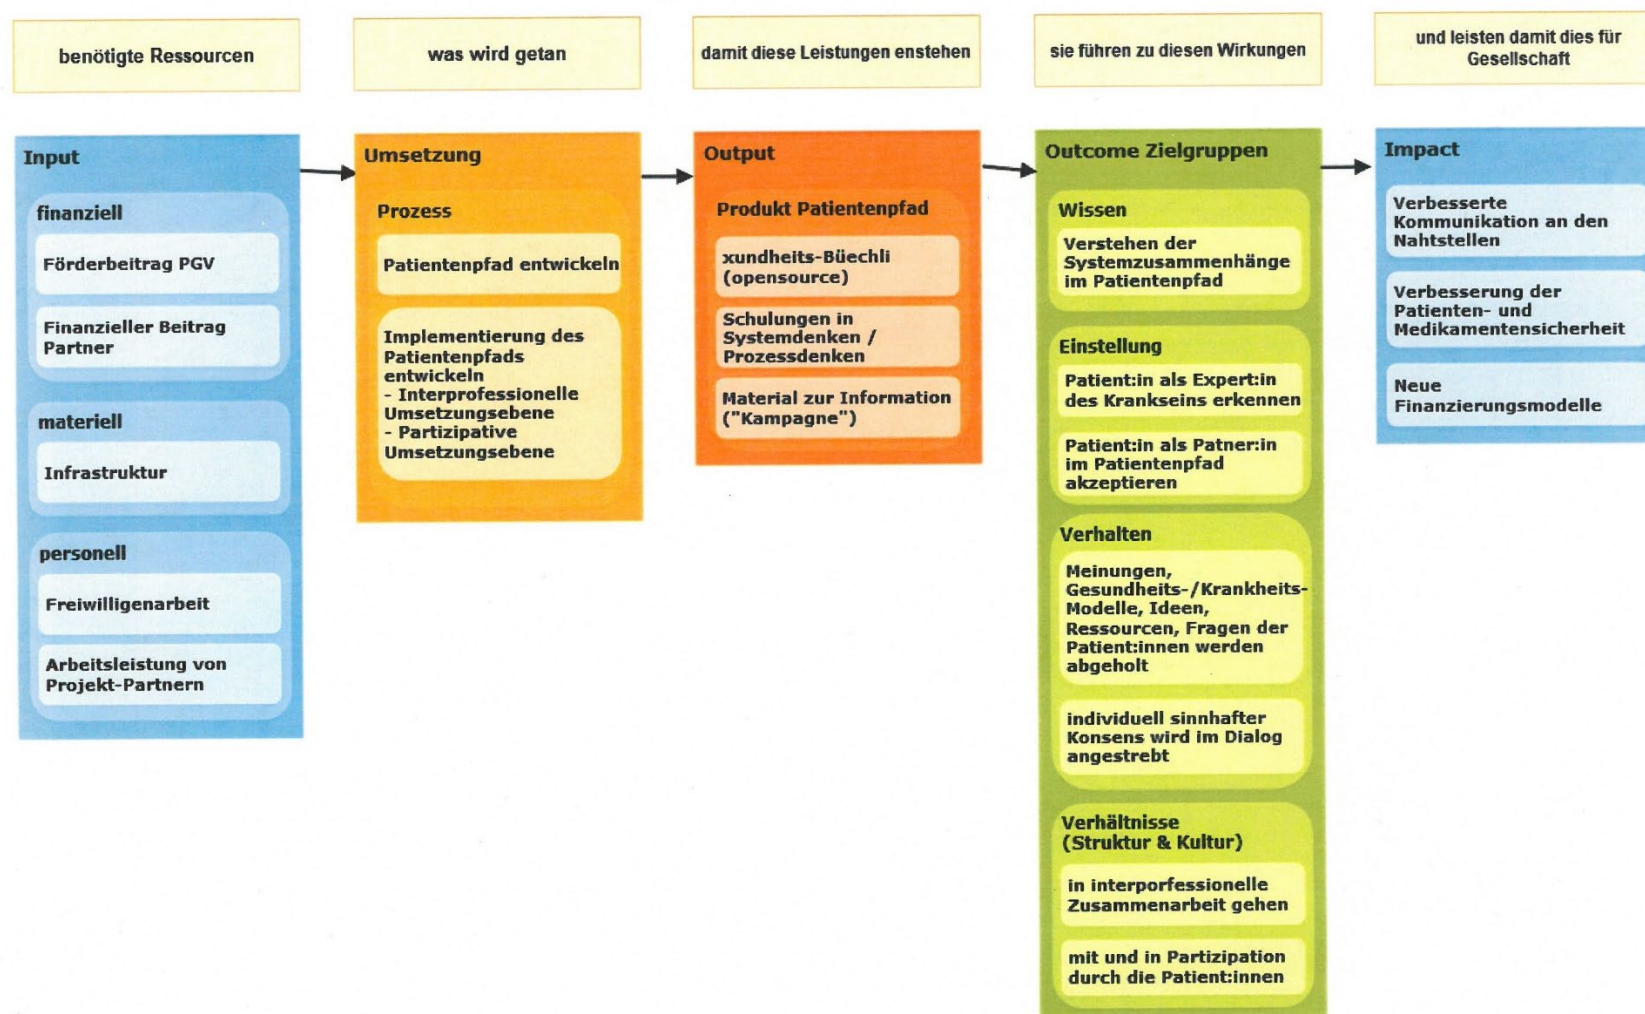 benötigte Ressourcen
was wird getan
damit diese Leistungen enstehen
sie führen zu diesen Wirkungen
und leisten damit dies für
Gesellschaft
Input
finanziell
Förderbeitrag PGV
Finanzieller Beitrag
Partner
materiell
Infrastruktur
personell
Freiwilligenarbeit
Arbeitsleistung von
Projekt-Partnern
Umsetzung
Prozess
Patientenpfad entwickeln
Implementierung des
Patientenpfads
entwickeln
- Interprofessionelle
Umsetzungsebene
- Partizipative
Umsetzungsebene
Output
Produkt Patientenpfad
xundheits-Büechli
(opensource)
Schulungen in
Systemdenken /
Prozessdenken
Material zur Information
("Kampagne")
Outcome Zielgruppen
Wissen
Verstehen der
Systemzusammenhänge
im Patientenpfad
Einstellung
Patient:in als Expert:in
des Krankseins erkennen
Patient:in als Patner:in
im Patientenpfad
akzeptieren
Verhalten
Meinungen,
Gesundheits-/Krankheits-
Modelle, Ideen,
Ressourcen, Fragen der
Patient:innen werden
abgeholt
individuell sinnhafter
Konsens wird im Dialog
angestrebt
Verhältnisse
(Struktur & Kultur)
in interporfessionelle
Zusammenarbeit gehen
mit und in Partizipation
durch die Patient:innen
Impact
Verbesserte
Kommunikation an den
Nahtstellen
Verbesserung der
Patienten- und
Medikamentensicherheit
Neue
Finanzierungsmodelle